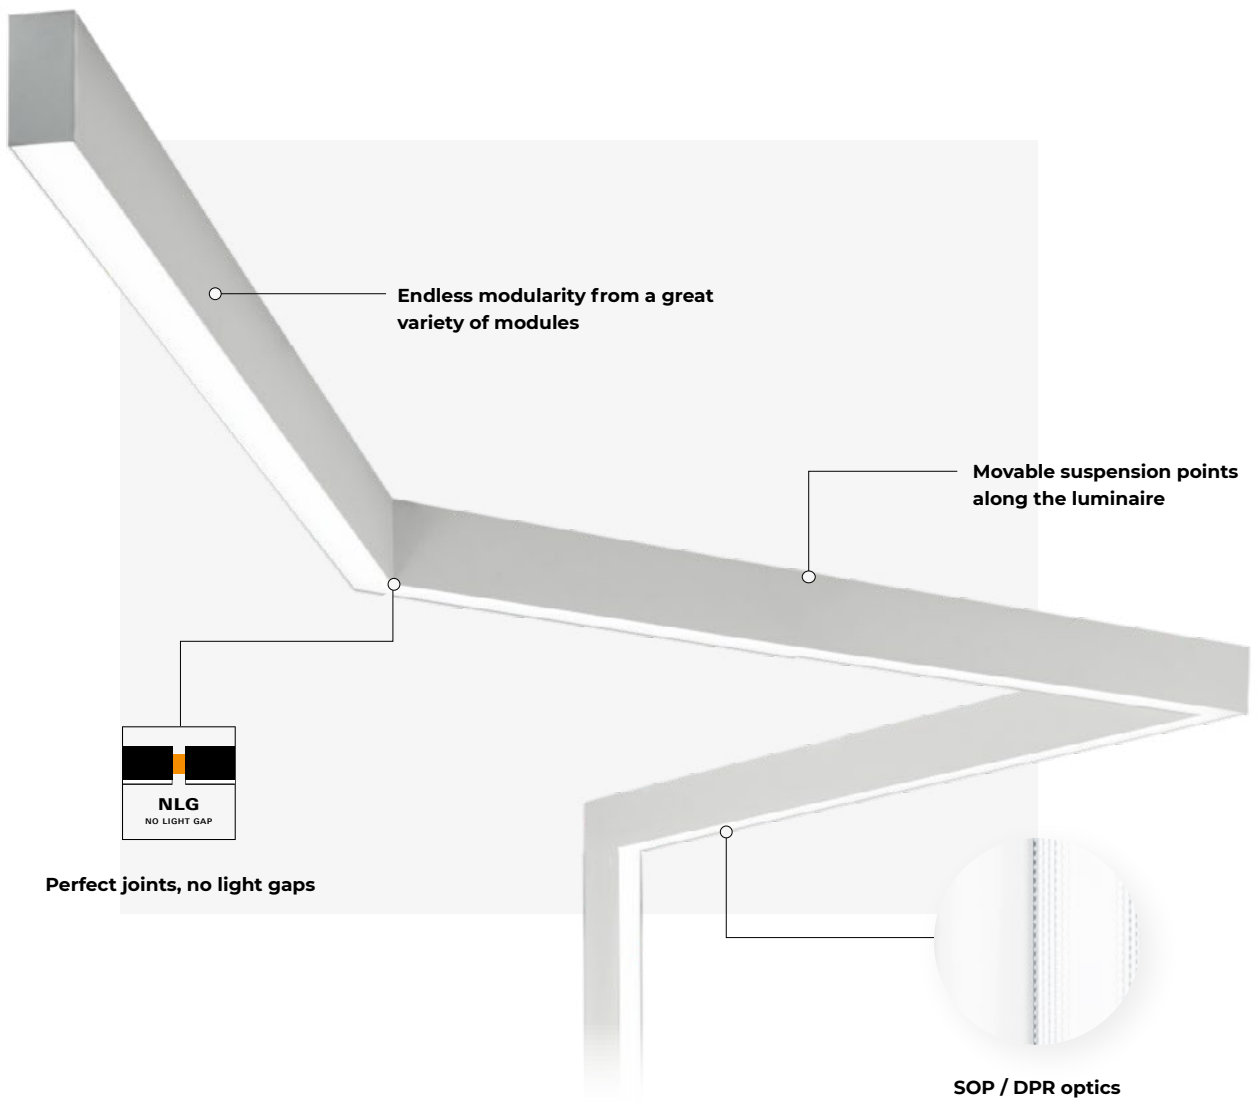 Endless modularity from a great
variety of modules
Movable suspension points
along the luminaire
NLG
NO LIGHT GAP
Perfect joints, no light gaps
SOP / DPR optics